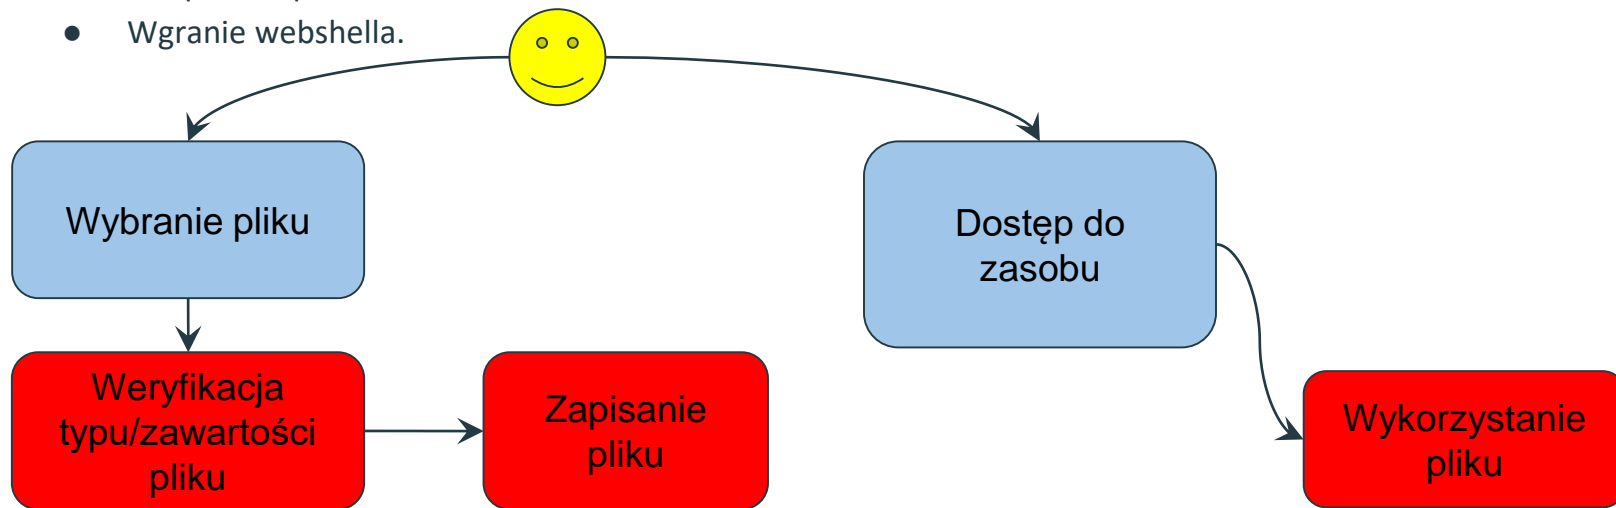 ● Wgranie webshella.
Wybranie pliku
Dostęp do
zasobu
Weryfikacja
typu/zawartości
pliku
Zapisanie
pliku
Wykorzystanie
pliku